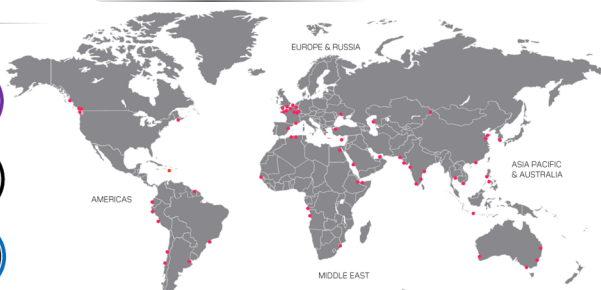 EUROPE & RUSSIA
ASIA PACIFIC
& AUSTRALIA
AMERICAS
MIDDLE EAST